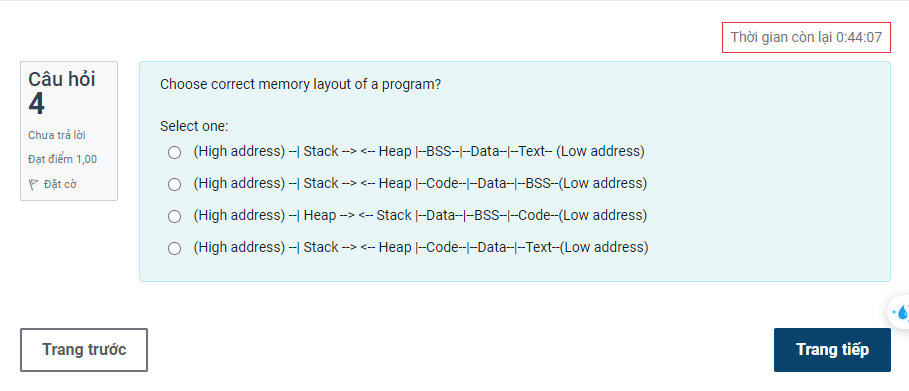 Thời gian còn lại 0:44:07
Câu hỏi
4
Chưa trả lời
Đạt điểm 1,00
Đặt cờ
Choose correct memory layout of a program?
Select one:
(High address) --| Stack --> <-- Heap |--BSS--|--Data--|--Text-- (Low address)
(High address) --| Stack --> <-- Heap |--Code--|--Data--|--BSS--(Low address)
(High address) --| Heap --> <-- Stack |--Data--|--BSS--|--Code--(Low address)
(High address) --| Stack --> <-- Heap |--Code--|--Data--|--Text--(Low address)
Trang trước
Trang tiếp